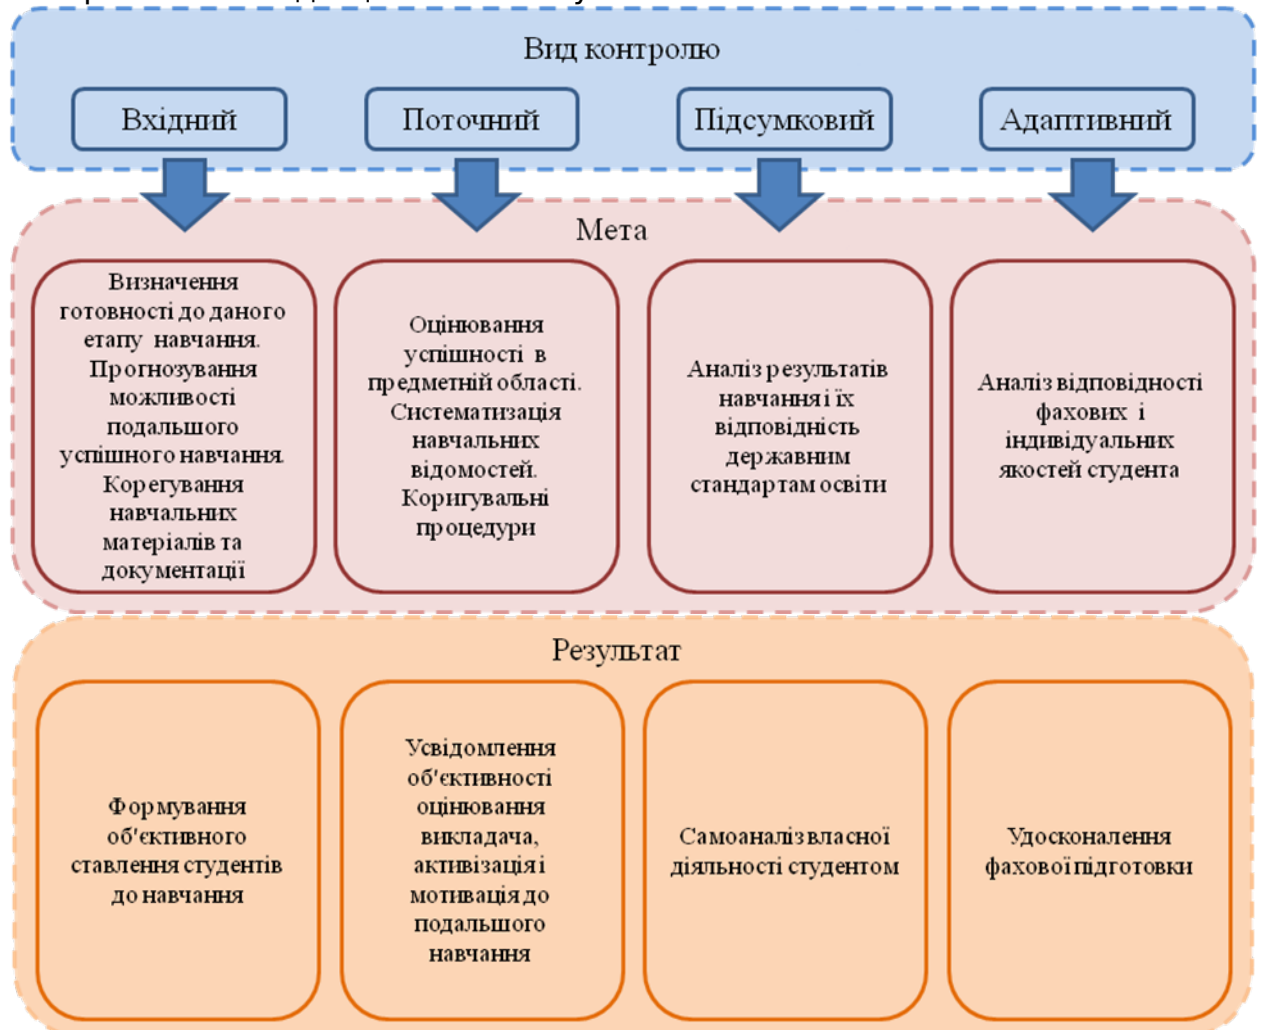 Вид контролю
Вхідний
Поточний
Підсумковий
Адаптивний
Мета
Визначення
готовності до даного
етапу навчання.
Прогнозування
можливості
подальшого
успішного навчання.
Корегування
навчальних
матеріалів та
документації
Оцінювання
успішності в
предметній області.
Систематизація
навчальних
відомостей.
Коригувальні
процедури
Аналіз результатів
навчання і їх
відповідність
державним
стандартам освіти
Аналіз відповідності
фахових і
індивідуальних
якостей студента
Результат
Формування
об'єктивного
ставлення студентів
до навчання
Усвідомлення
об'єктивності
оцінювання
викладача,
активізація і
мотивація до
подальшого
навчання
Самоаналіз власної
діяльності студентом
Удосконалення
фахової підготовки